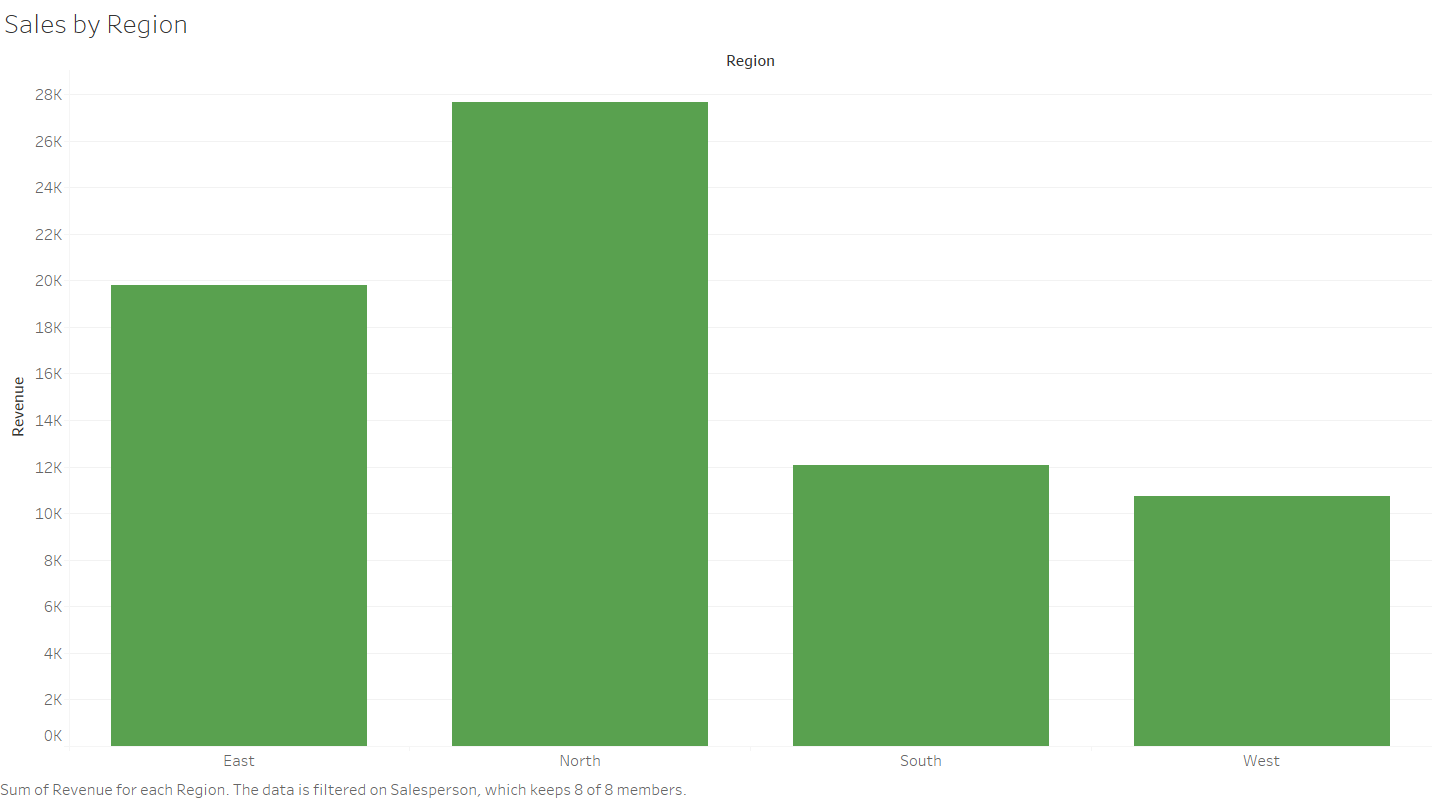 Sales by Region
Region
28K
26K
24K
22K
20K
18K
16K
14K
12K
10K
8K
6K
4K
2K
0K
Revenue
East
North
South
West
Sum of Revenue for each Region. The data is filtered on Salesperson, which keeps 8 of 8 members.